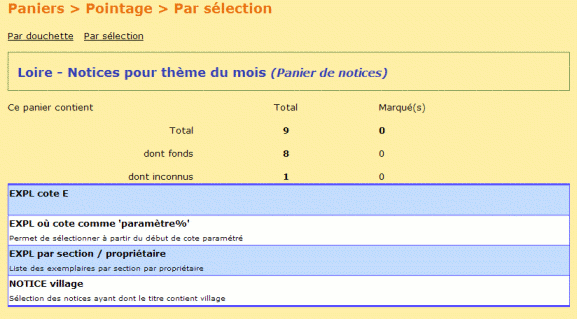 Paniers > Pointage > Par sélection
Par douchette Par sélection
Loire - Notices pour thème du mois (Panier de notices)
Ce panier contient Total Marqué(s)
Total 9 0
dont fonds 8 0
dont inconnus 1 0
EXPL cote E
EXPL où cote comme 'paramètre%'
Permet de sélectionner à partir du début de cote paramétré
EXPL par section / propriétaire
Liste des exemplaires par section par propriétaire
NOTICE village
Sélection des notices ayant dont le titre contient village